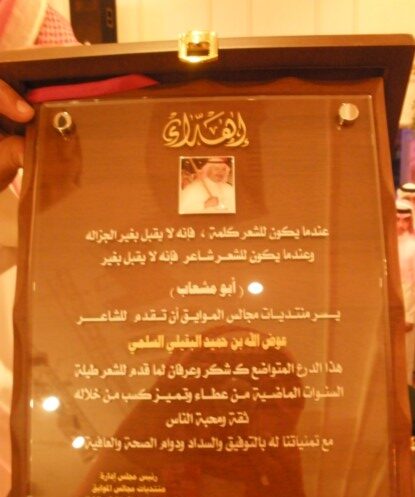 إهداء
عندما يكون للشعر كلمة ، فإنه لا يقبل بغير الجزاله
وعندما يكون للشعر شاعر فإنه لا يقبل بغير
( أبو مشعاب )
يسر منتديات مجالس الموايق أن تقدم للشاعر
عوض الله بن حميد البقيلي السلمي
هذا الدرع المتواضع كشكر وعرفان لما قدم للشعر طيلة
السنوات الماضية من عطاء وتميز كسب من خلاله
ثقة ومحبة الناس
مع تمنياتنا له بالتوفيق والسداد ودوام الصحة والعافية
رئيس مجلس إدارة
منتديات مجالس الموايق